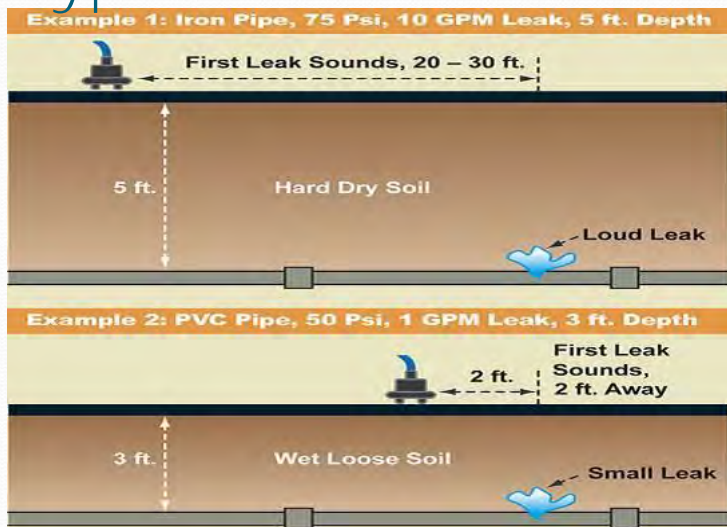 Example 1: Iron Pipe, 75 Psi, 10 GPM Leak, 5 ft. Depth
First Leak Sounds, 20 – 30 ft.
5 ft.
Hard Dry Soil
Loud Leak
Example 2: PVC Pipe, 50 Psi, 1 GPM Leak, 3 ft. Depth
First Leak
Sounds,
2 ft. Away
2 ft.
3 ft.
Wet Loose Soil
Small Leak